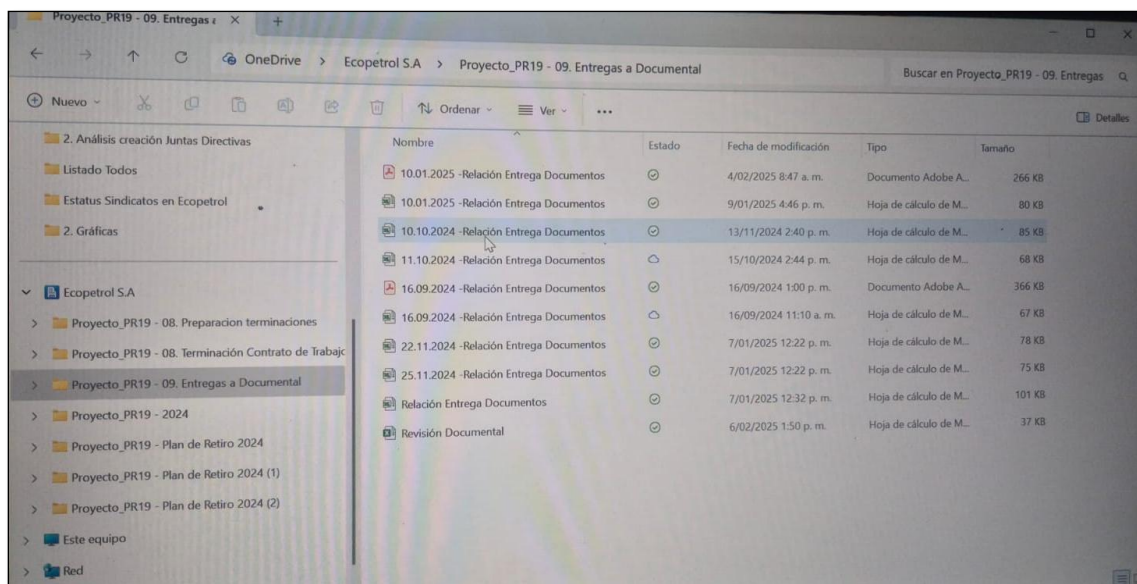 Proyecto_PR19 - 09. Entregas a
OneDrive > Ecopetrol S.A > Proyecto_PR19 - 09. Entregas a Documental
Buscar en Proyecto_PR19 - 09. Entregas
Nuevo
Ordenar
Ver
Detalles
2. Análisis creación Juntas Directivas
Listado Todos
Estatus Sindicatos en Ecopetrol
2. Gráficas
Ecopetrol S.A
Proyecto_PR19 - 08. Preparacion terminaciones
Proyecto_PR19 - 08. Terminación Contrato de Trabajo
Proyecto_PR19 - 09. Entregas a Documental
Proyecto_PR19 - 2024
Proyecto_PR19 - Plan de Retiro 2024
Proyecto_PR19 - Plan de Retiro 2024 (1)
Proyecto_PR19 - Plan de Retiro 2024 (2)
Este equipo
Red
Nombre Estado Fecha de modificación Tipo Tamaño
10.01.2025 -Relación Entrega Documentos 4/02/2025 8:47 a. m. Documento Adobe A... 266 KB
10.01.2025 -Relación Entrega Documentos 9/01/2025 4:46 p. m. Hoja de cálculo de M... 80 KB
10.10.2024 -Relación Entrega Documentos 13/11/2024 2:40 p. m. Hoja de cálculo de M... 85 KB
11.10.2024 -Relación Entrega Documentos 15/10/2024 2:44 p. m. Hoja de cálculo de M... 68 KB
16.09.2024 -Relación Entrega Documentos 16/09/2024 1:00 p. m. Documento Adobe A... 366 KB
16.09.2024 -Relación Entrega Documentos 16/09/2024 11:10 a. m. Hoja de cálculo de M... 67 KB
22.11.2024 -Relación Entrega Documentos 7/01/2025 12:22 p. m. Hoja de cálculo de M... 78 KB
25.11.2024 -Relación Entrega Documentos 7/01/2025 12:22 p. m. Hoja de cálculo de M... 75 KB
Relación Entrega Documentos 7/01/2025 12:32 p. m. Hoja de cálculo de M... 101 KB
Revisión Documental 6/02/2025 1:50 p. m. Hoja de cálculo de M... 37 KB